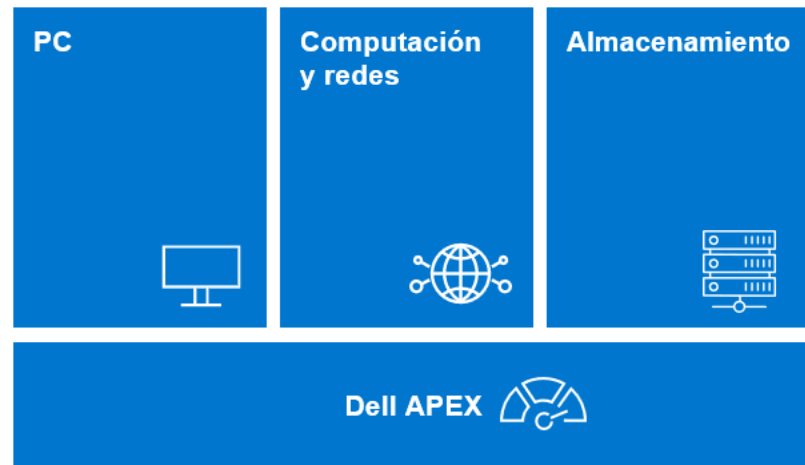 PC
Computación
y redes
Almacenamiento
Dell APEX